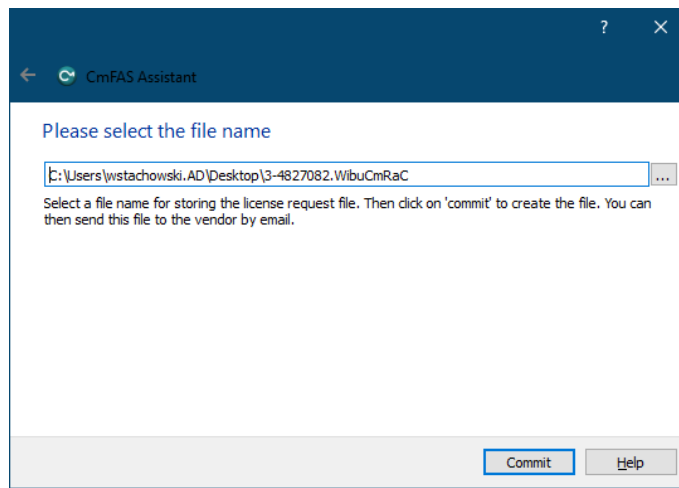 ?
CmFAS Assistant
Please select the file name
C:\Users\wstachowski.AD\Desktop\3-4827082.WibuCmRaC
...
Select a file name for storing the license request file. Then click on 'commit' to create the file. You can
then send this file to the vendor by email.
Commit
Help